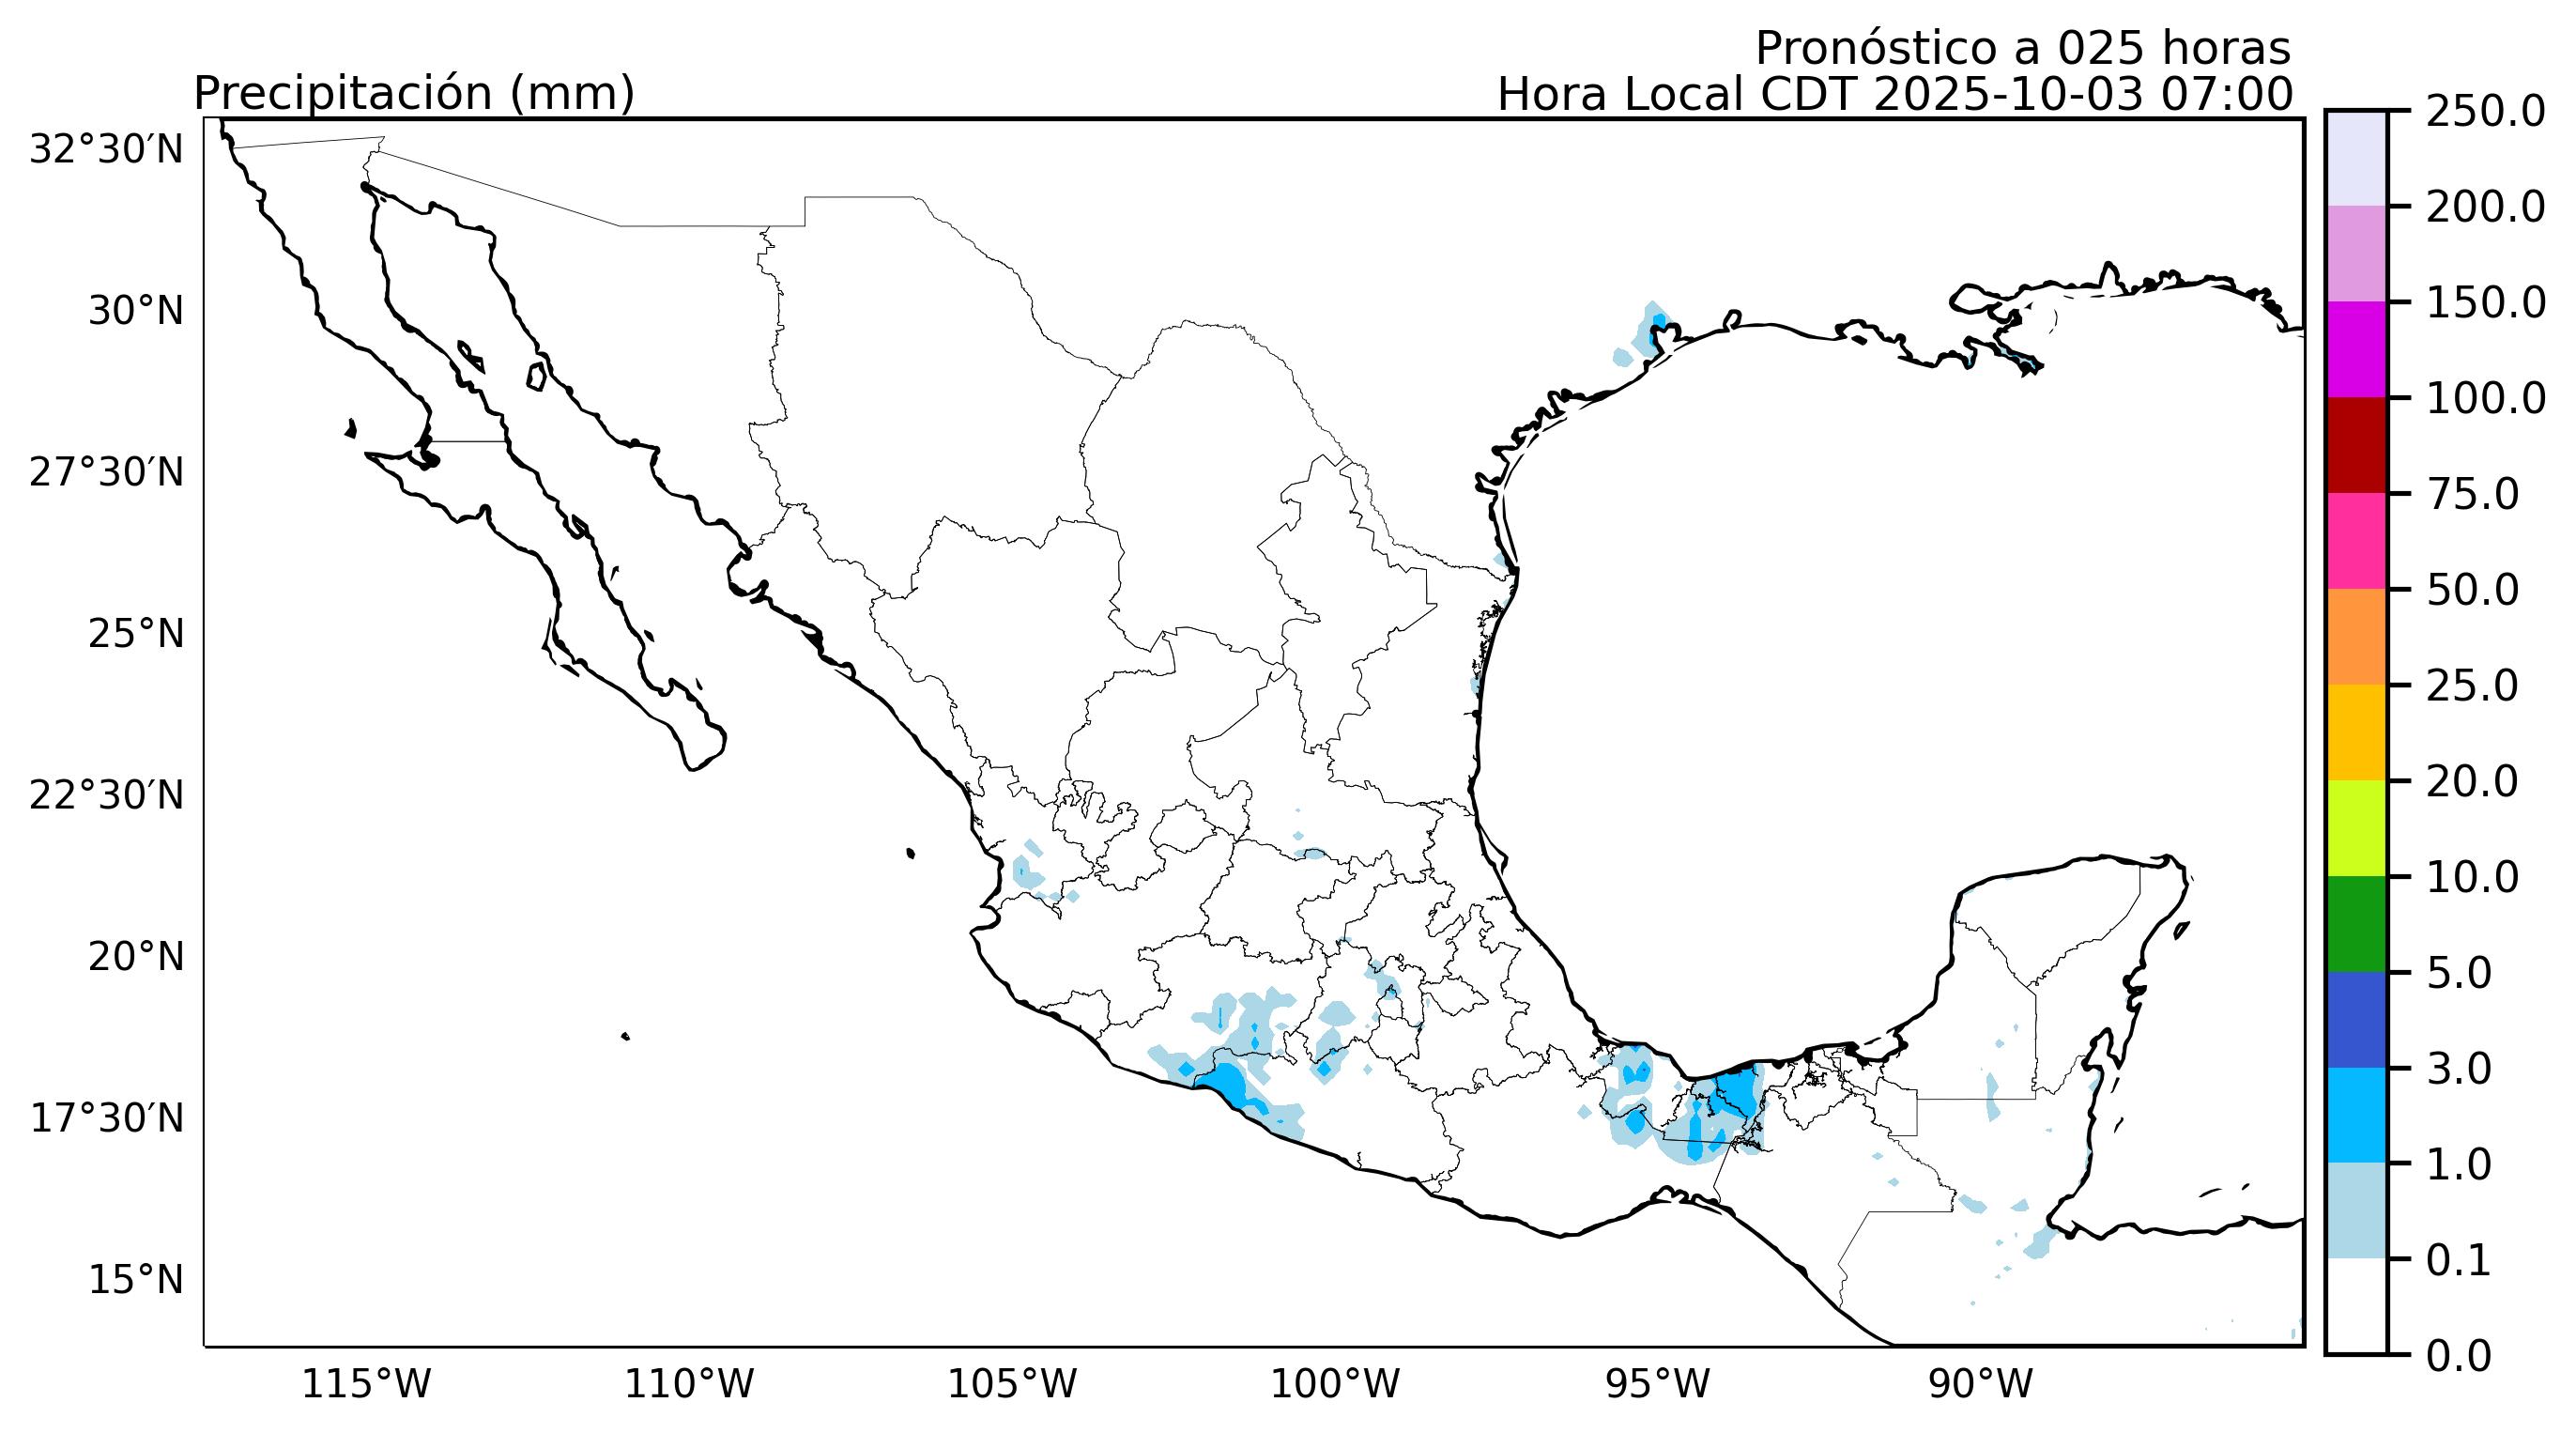 Pronóstico a 025 horas
Precipitación (mm)
Hora Local CDT 2025-10-03 07:00
32°30′N
30°N
27°30′N
25°N
22°30′N
20°N
17°30′N
15°N
115°W
110°W
105°W
100°W
95°W
90°W
250.0
200.0
150.0
100.0
75.0
50.0
25.0
20.0
10.0
5.0
3.0
1.0
0.1
0.0